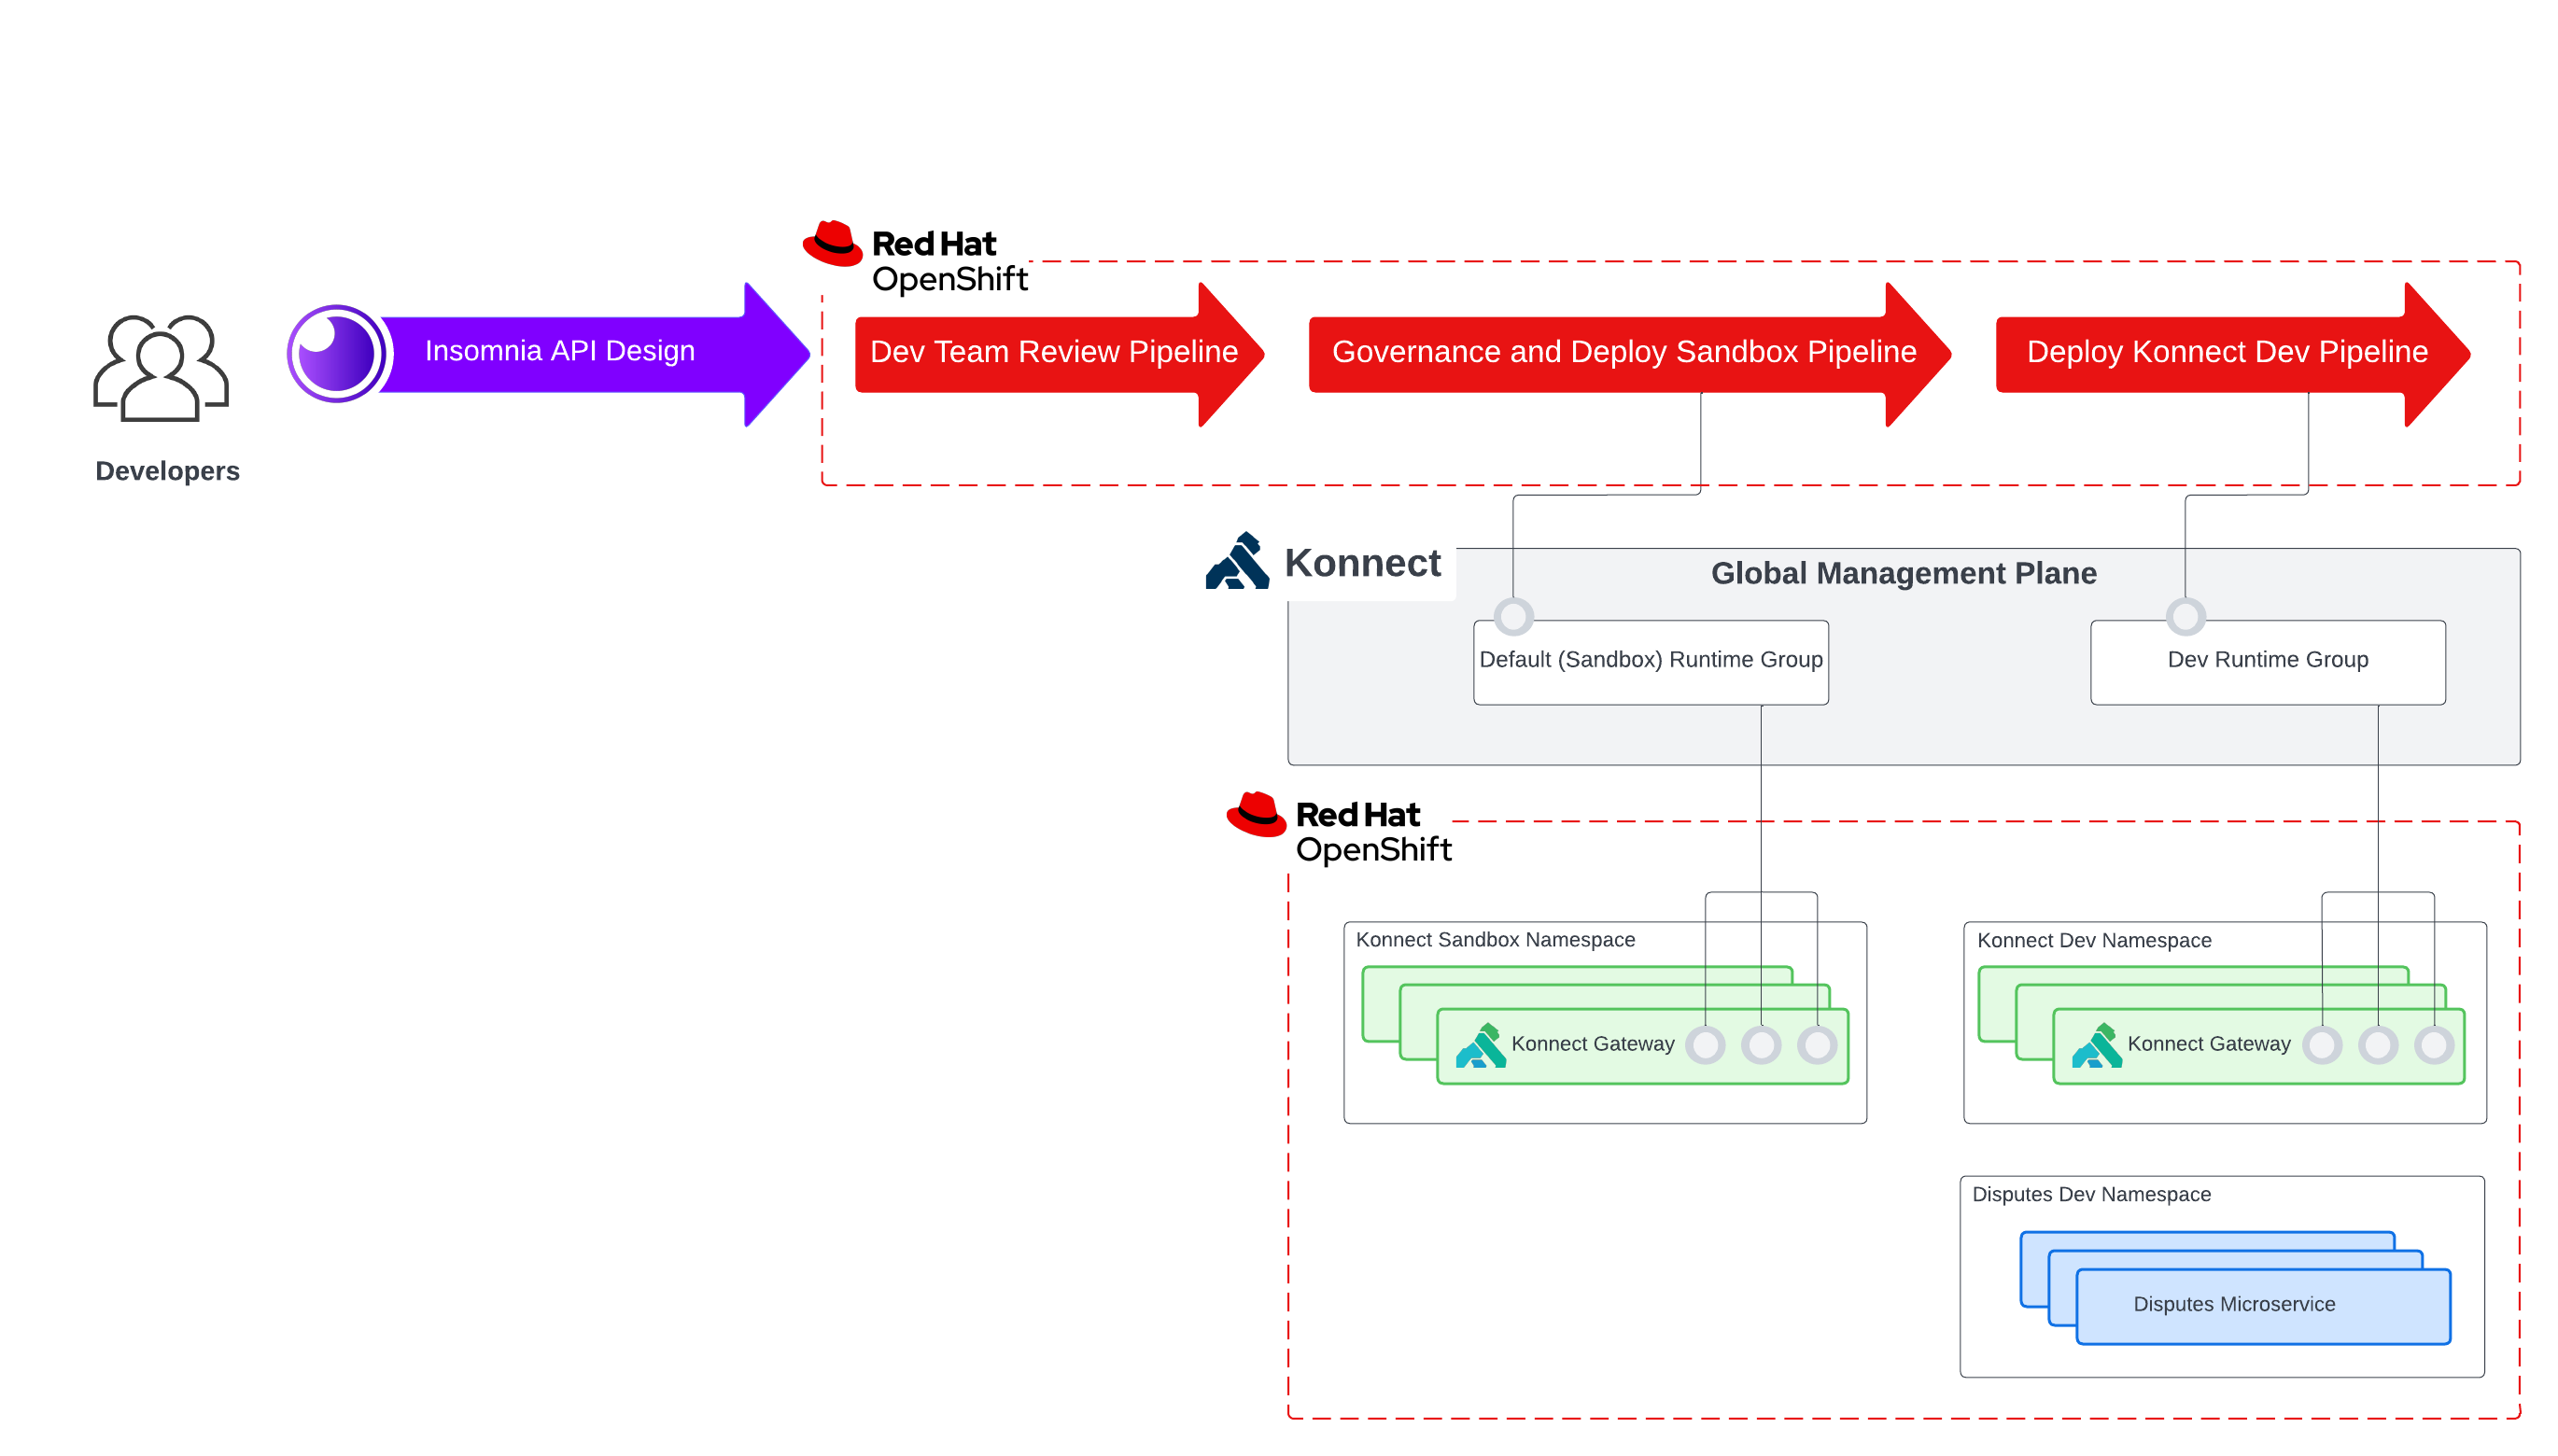 Red Hat
OpenShift
Developers
Insomnia API Design
Dev Team Review Pipeline
Governance and Deploy Sandbox Pipeline
Deploy Konnect Dev Pipeline
Konnect
Global Management Plane
Default (Sandbox) Runtime Group
Dev Runtime Group
Red Hat
OpenShift
Konnect Sandbox Namespace
Konnect Gateway
Konnect Dev Namespace
Konnect Gateway
Disputes Dev Namespace
Disputes Microservice